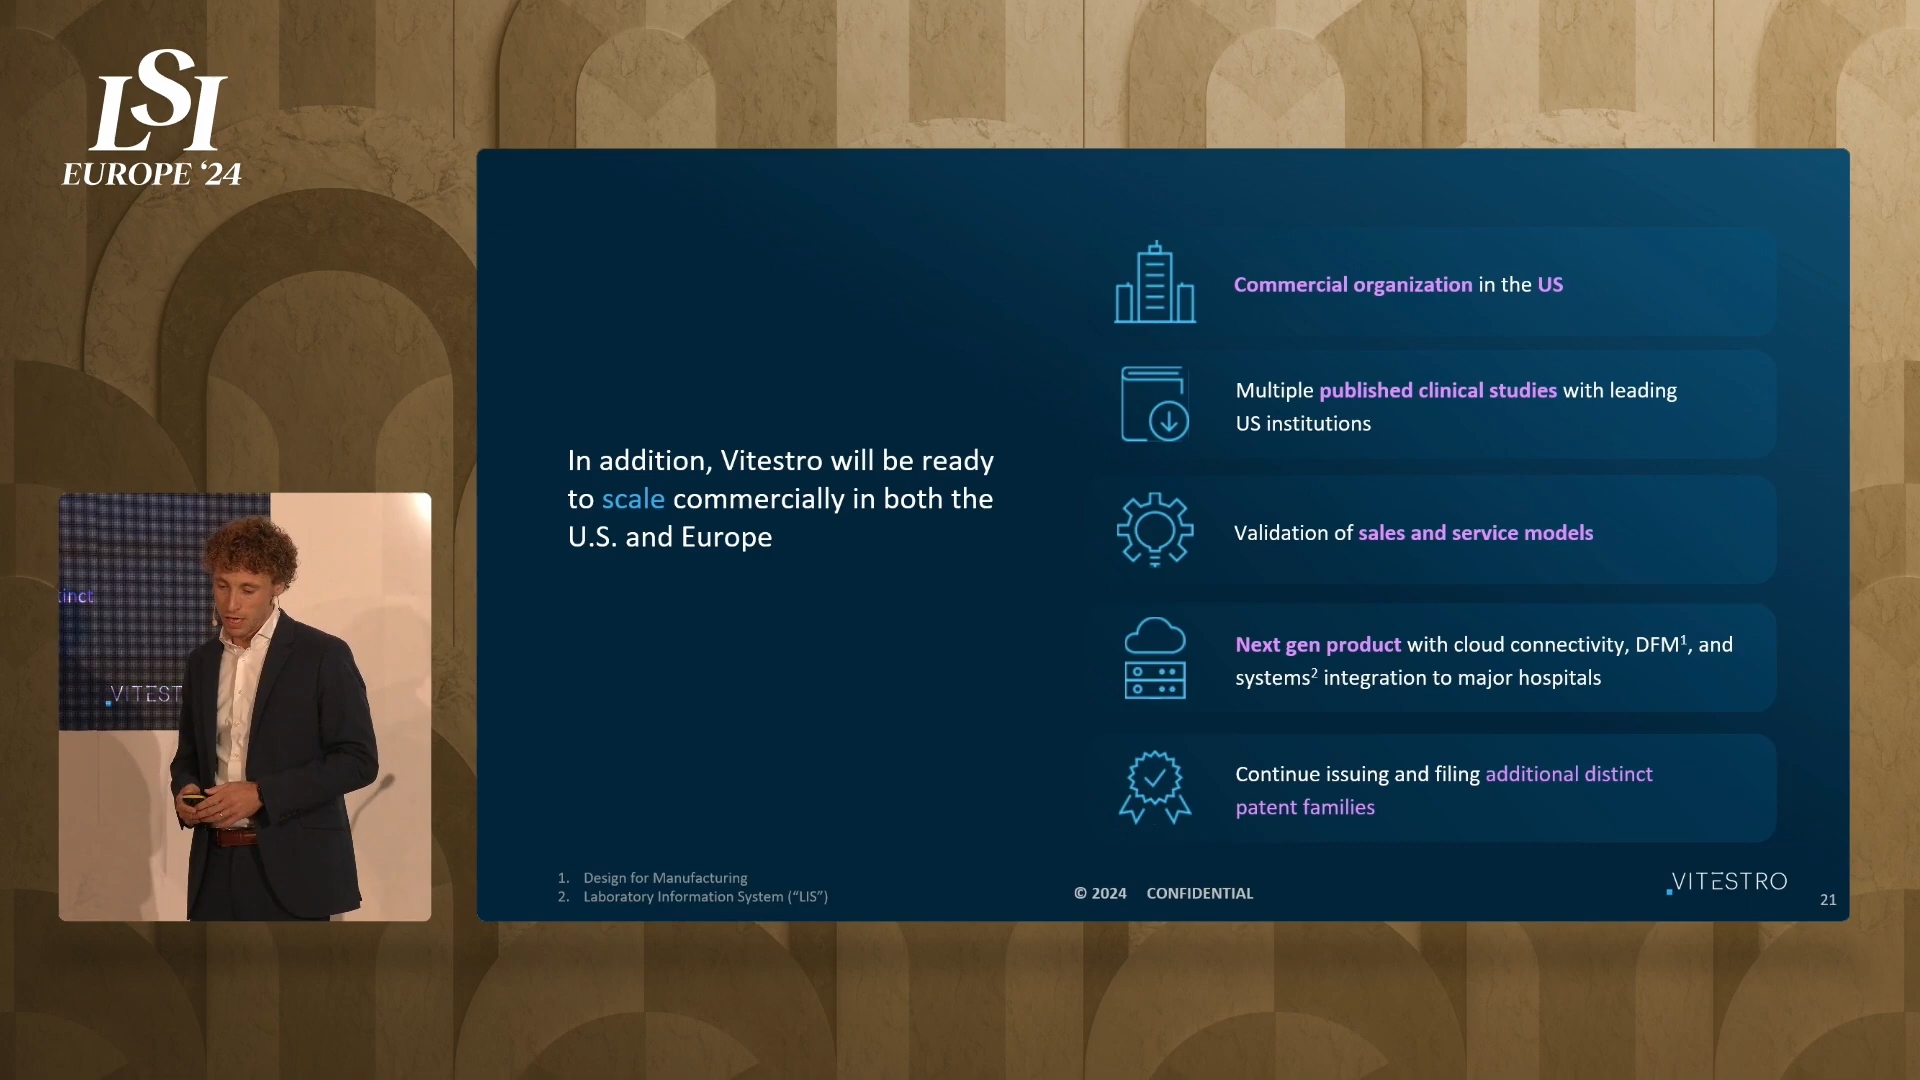 LSI
EUROPE ‘24
In addition, Vitestro will be ready
to scale commercially in both the
U.S. and Europe
Commercial organization in the US
Multiple published clinical studies with leading
US institutions
Validation of sales and service models
Next gen product with cloud connectivity, DFM¹, and
systems² integration to major hospitals
Continue issuing and filing additional distinct
patent families
tinct
VITEST
1. Design for Manufacturing
2. Laboratory Information System (“LIS”)
© 2024 CONFIDENTIAL
VITESTRO
21